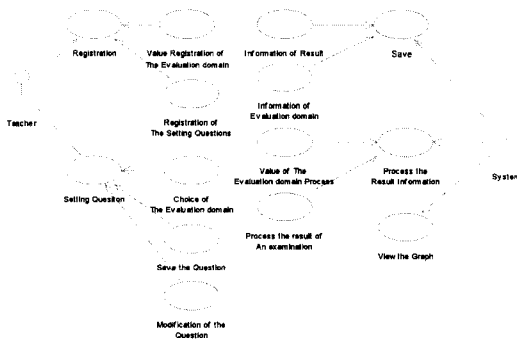 Registration
Value Registration of
The Evaluation domain
Information of Result
Save
Teacher
Registration of
The Setting Questions
Information of
Evaluation domain
Setting Quesiton
Choice of
The Evaluation domain
Value of The
Evaluation domain Process
Process the
Result Information
System
Save the Question
Process the result of
An examination
View the Graph
Modification of the
Question